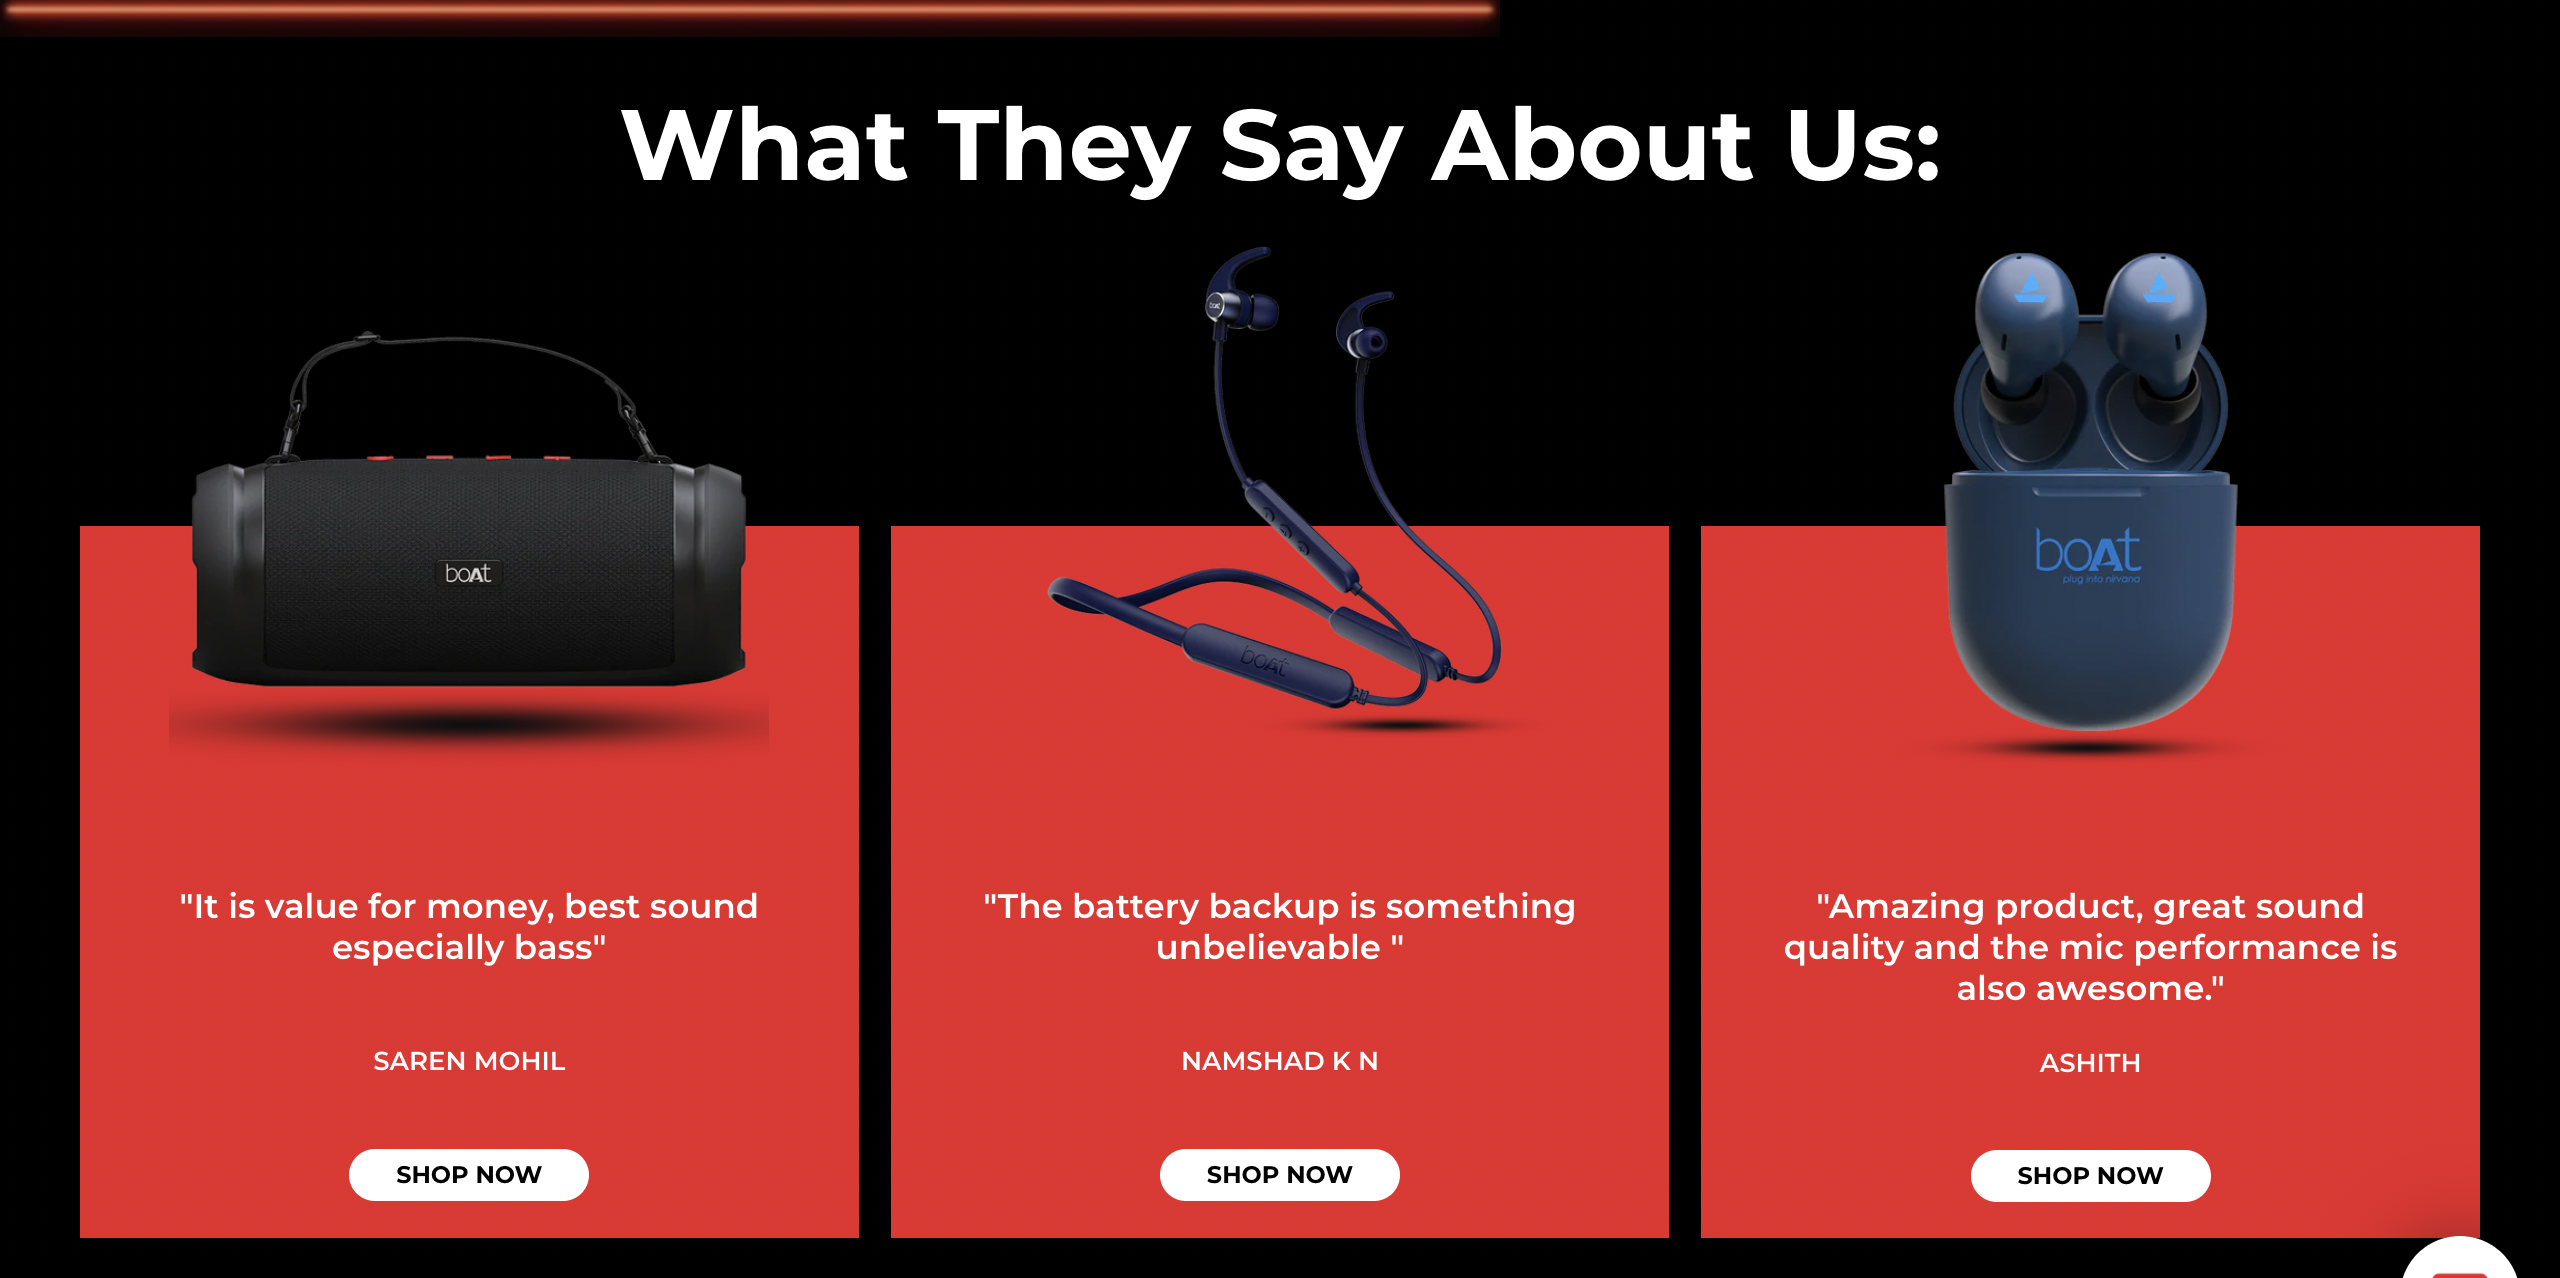 What They Say About Us:
boAt
boAt
boAt
boAt
plug into nirvana
"It is value for money, best sound
especially bass"
SAREN MOHIL
SHOP NOW
"The battery backup is something
unbelievable "
NAMSHAD K N
SHOP NOW
"Amazing product, great sound
quality and the mic performance is
also awesome."
ASHITH
SHOP NOW